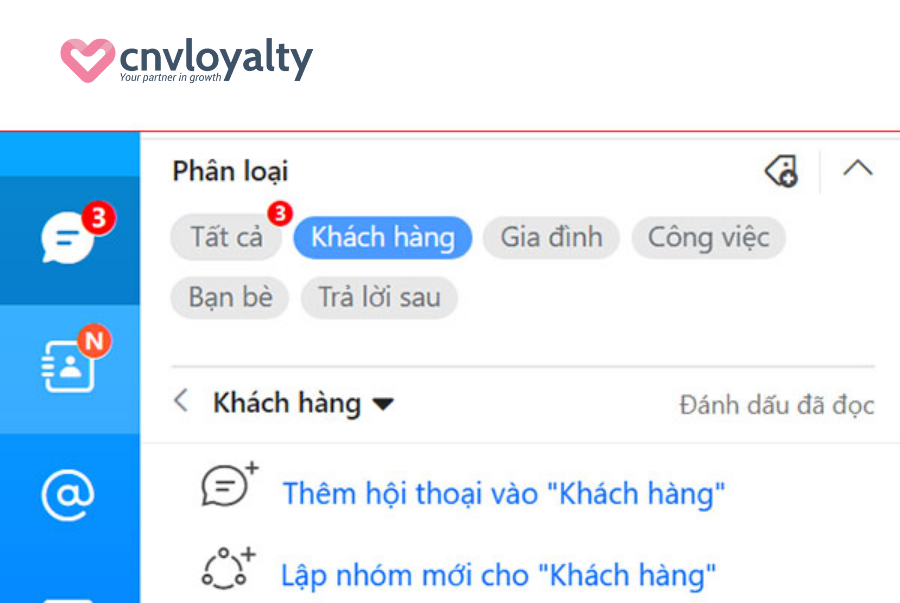 cnvloyalty
Your partner in growth
Phân loại
3
3
Tất cả Khách hàng Gia đình Công việc
Bạn bè Trả lời sau
N
Khách hàng Đánh dấu đã đọc
@
Thêm hội thoại vào "Khách hàng"
Lập nhóm mới cho "Khách hàng"